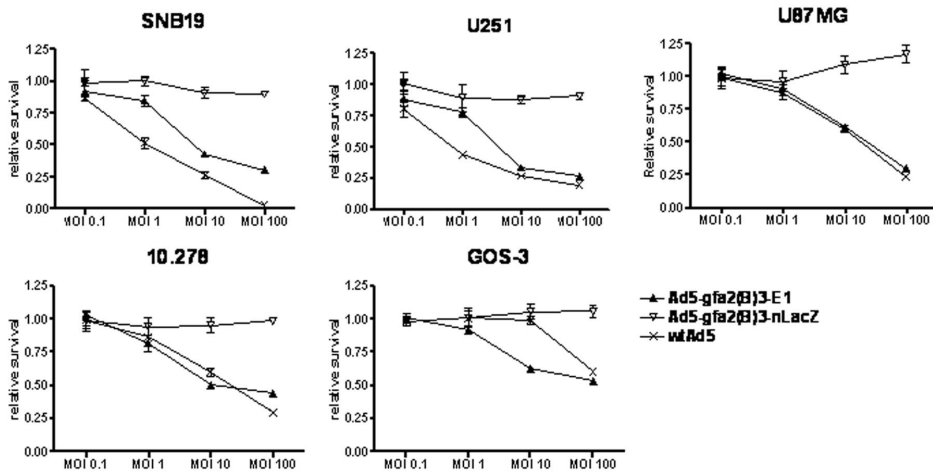 SNB19
U251
U87MG
relative survival
1.25
1.00
0.75
0.50
0.25
0.00
MOI 0.1
MOI 1
MOI 10
MOI 100
relative survival
1.25
1.00
0.75
0.50
0.25
0.00
MOI 0.1
MOI 1
MOI 10
MOI 100
Relative survival
1.25
1.00
0.75
0.50
0.25
0.00
MOI 0.1
MOI 1
MOI 10
MOI 100
10.278
GOS-3
relative survival
1.25
1.00
0.75
0.50
0.25
0.00
MOI 0.1
MOI 1
MOI 10
MOI 100
relative survival
1.25
1.00
0.75
0.50
0.25
0.00
MOI 0.1
MOI 1
MOI 10
MOI 100
Ad5-gfa2(B)3-E1
Ad5-gfa2(B)3-nLacZ
wtAd5